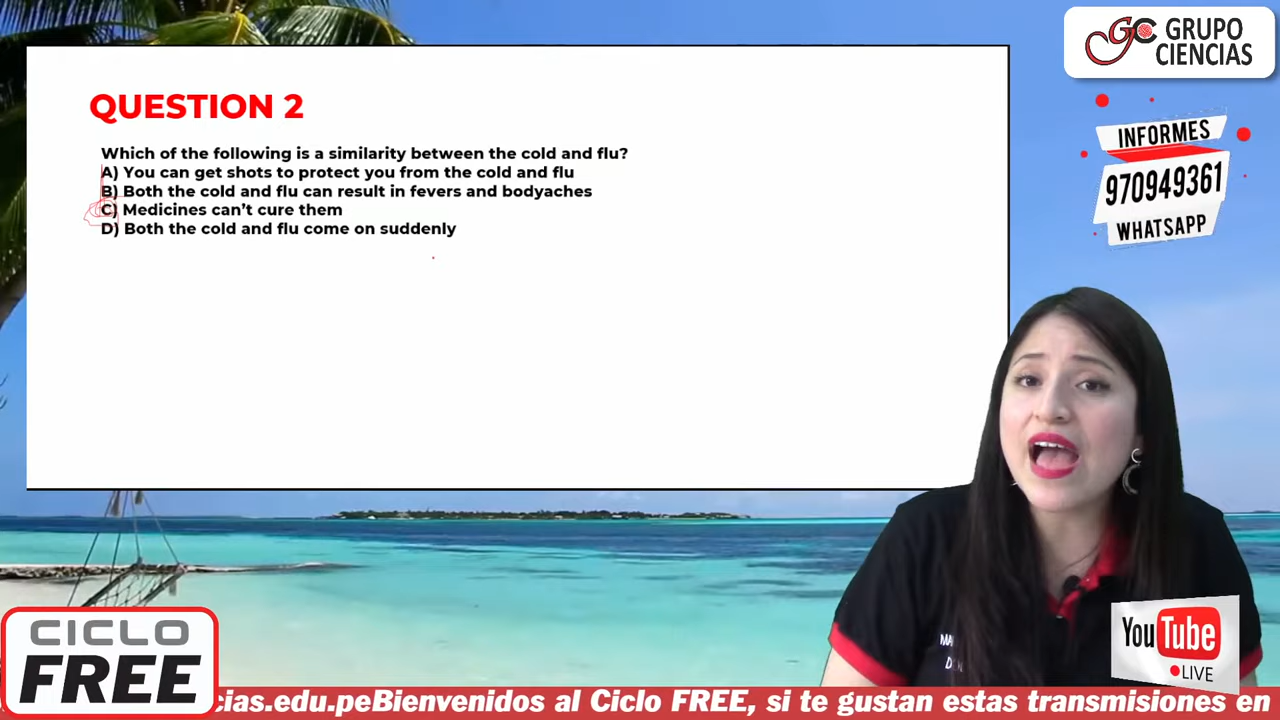 GC GRUPO
CIENCIAS
QUESTION 2
Which of the following is a similarity between the cold and flu?
A) You can get shots to protect you from the cold and flu
B) Both the cold and flu can result in fevers and bodyaches
C) Medicines can’t cure them
D) Both the cold and flu come on suddenly
INFORMES
970949361
WHATSAPP
YouTube
LIVE
CICLO
FREE
cias.edu.peBienvenidos al Ciclo FREE, si te gustan estas transmisiones en